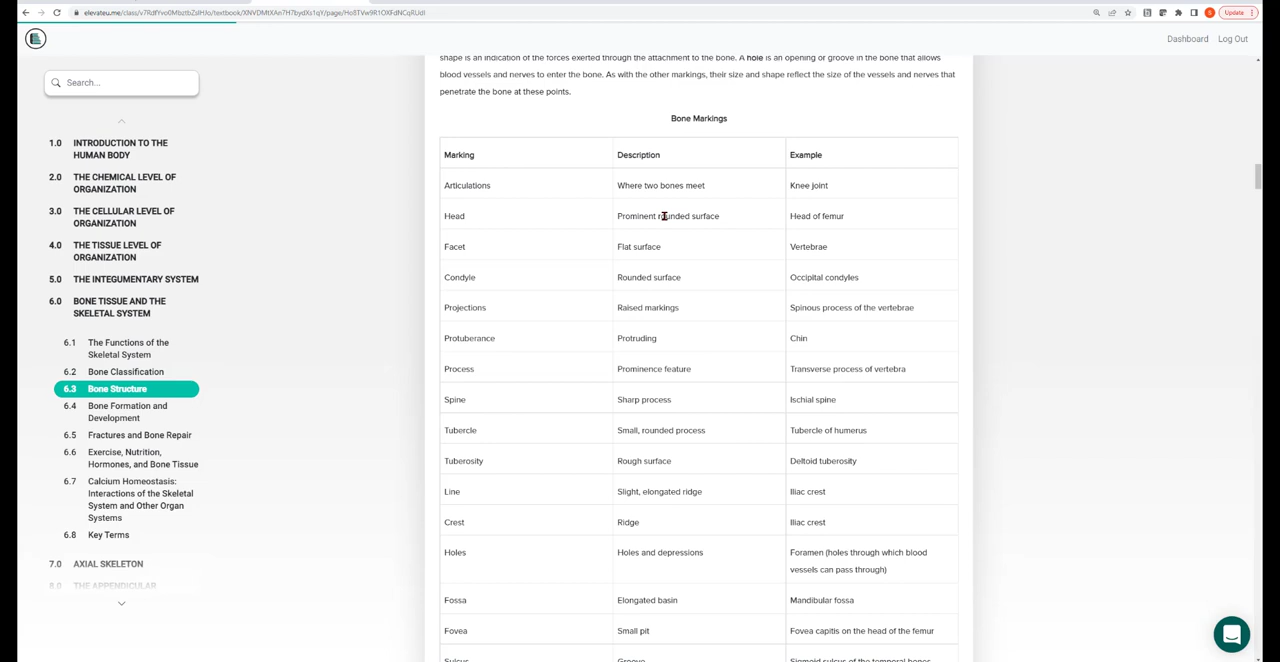 Update
Dashboard Log Out
Search...
1.0 INTRODUCTION TO THE
HUMAN BODY
2.0 THE CHEMICAL LEVEL OF
ORGANIZATION
3.0 THE CELLULAR LEVEL OF
ORGANIZATION
4.0 THE TISSUE LEVEL OF
ORGANIZATION
5.0 THE INTEGUMENTARY SYSTEM
6.0 BONE TISSUE AND THE
SKELETAL SYSTEM
6.1 The Functions of the
Skeletal System
6.2 Bone Classification
6.3 Bone Structure
6.4 Bone Formation and
Development
6.5 Fractures and Bone Repair
6.6 Exercise, Nutrition,
Hormones, and Bone Tissue
6.7 Calcium Homeostasis:
Interactions of the Skeletal
System and Other Organ
Systems
6.8 Key Terms
7.0 AXIAL SKELETON
8.0 THE APPENDICULAR
shape is an indication of the forces exerted through the attachment to the bone. A hole is an opening or groove in the bone that allows
blood vessels and nerves to enter the bone. As with the other markings, their size and shape reflect the size of the vessels and nerves that
penetrate the bone at these points.
Bone Markings
Marking Description Example
Articulations Where two bones meet Knee joint
Head Prominent rounded surface Head of femur
Facet Flat surface Vertebrae
Condyle Rounded surface Occipital condyles
Projections Raised markings Spinous process of the vertebrae
Protuberance Protruding Chin
Process Prominence feature Transverse process of vertebra
Spine Sharp process Ischial spine
Tubercle Small, rounded process Tubercle of humerus
Tuberosity Rough surface Deltoid tuberosity
Line Slight, elongated ridge Iliac crest
Crest Ridge Iliac crest
Holes Holes and depressions Foramen (holes through which blood
vessels can pass through)
Fossa Elongated basin Mandibular fossa
Fovea Small pit Fovea capitis on the head of the femur
Sulcus Groove Sigmoid sulcus of the temporal bones